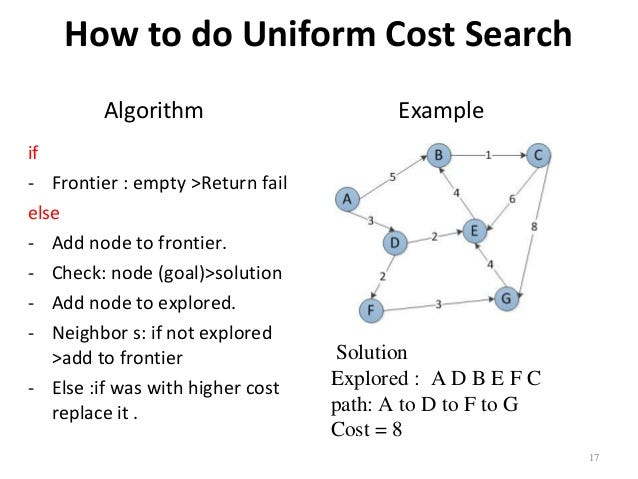 How to do Uniform Cost Search
Algorithm
if
- Frontier : empty >Return fail
else
- Add node to frontier.
- Check: node (goal)>solution
- Add node to explored.
- Neighbor s: if not explored
>add to frontier
- Else :if was with higher cost
replace it .
Example
B 1 C
5
A 4 6
3 E 8
D 2
2 4
G
F 3
Solution
Explored : A D B E F C
path: A to D to F to G
Cost = 8
17